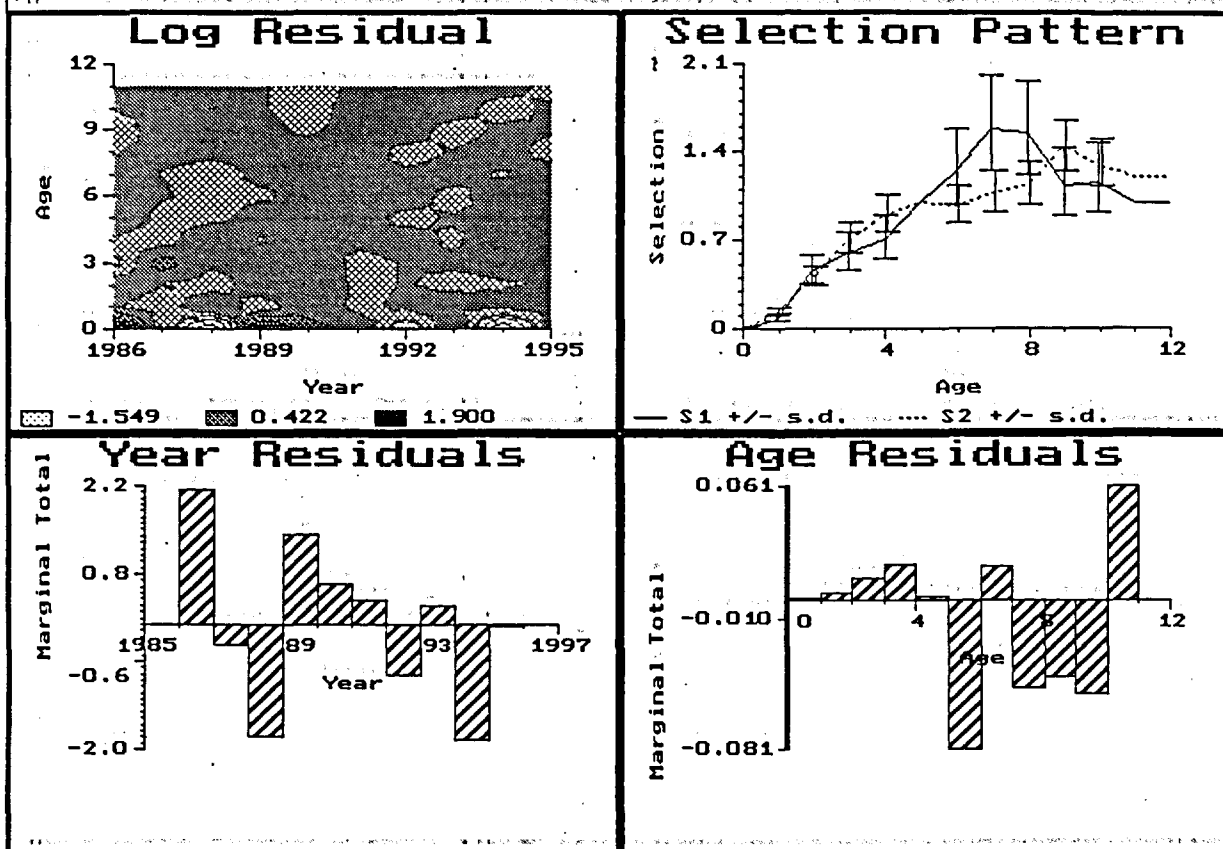 Log Residual
12
9
6
3
0
Age
1986
1989
1992
1995
Year
-1.549
0.422
1.900
Selection Pattern
2.1
1.4
0.7
0
Selection
0
4
8
12
Age
S1 +/- s.d.
S2 +/- s.d.
Year Residuals
2.2
0.8
-0.6
-2.0
Marginal Total
1985
89
93
1997
Year
Age Residuals
0.061
-0.010
-0.081
Marginal Total
0
4
8
12
Age